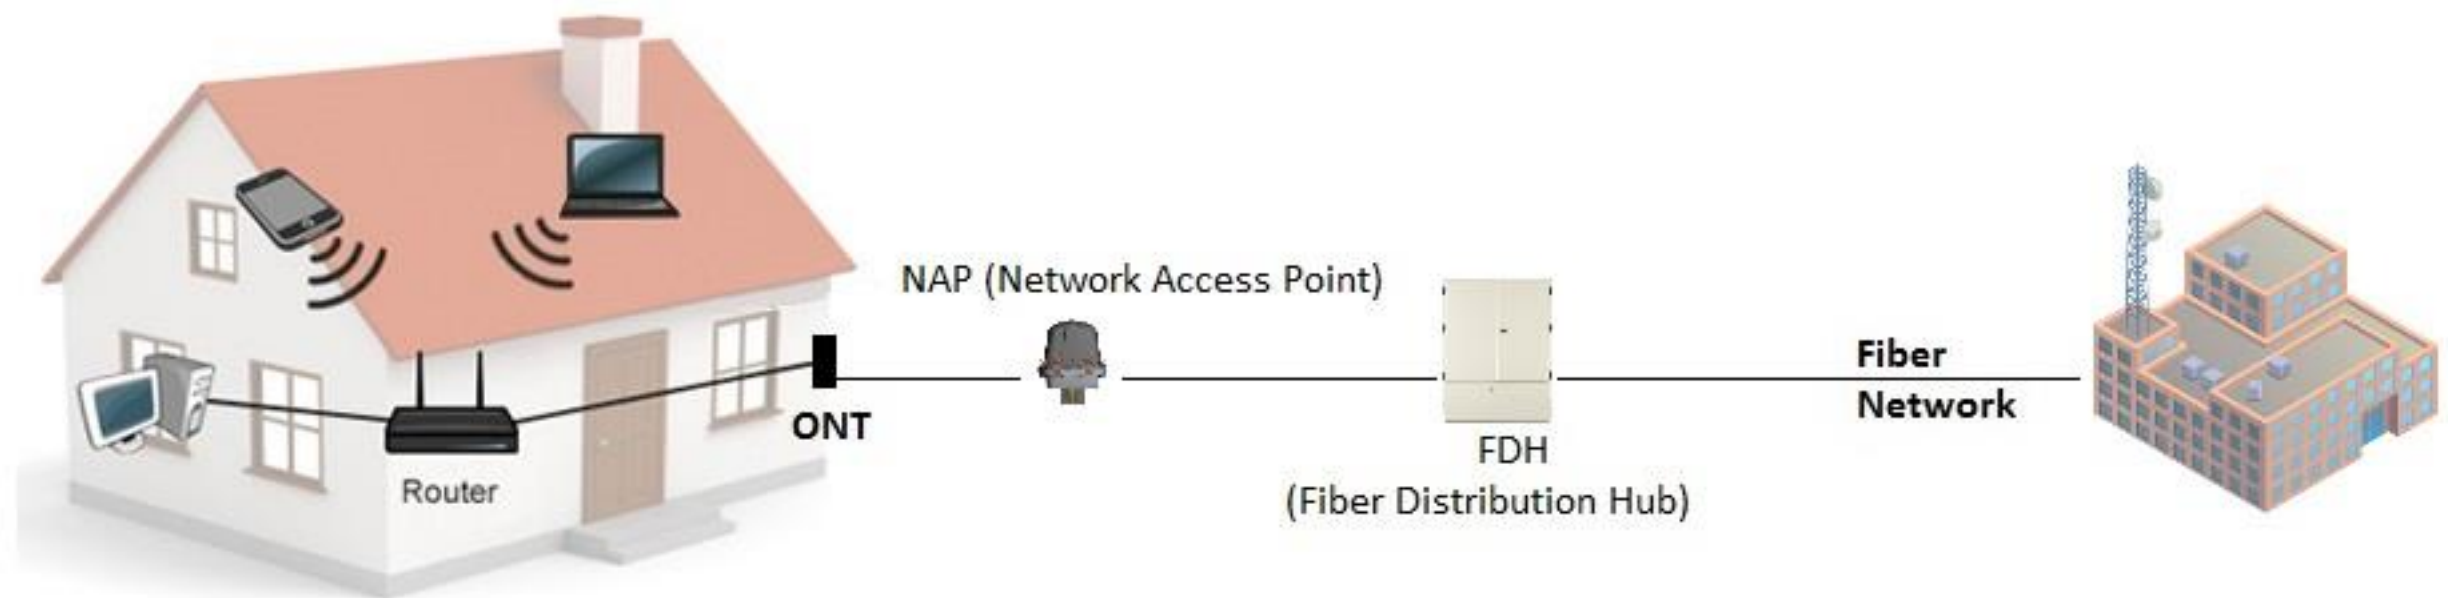 NAP (Network Access Point)
Fiber
Network
ONT
FDH
Router
(Fiber Distribution Hub)